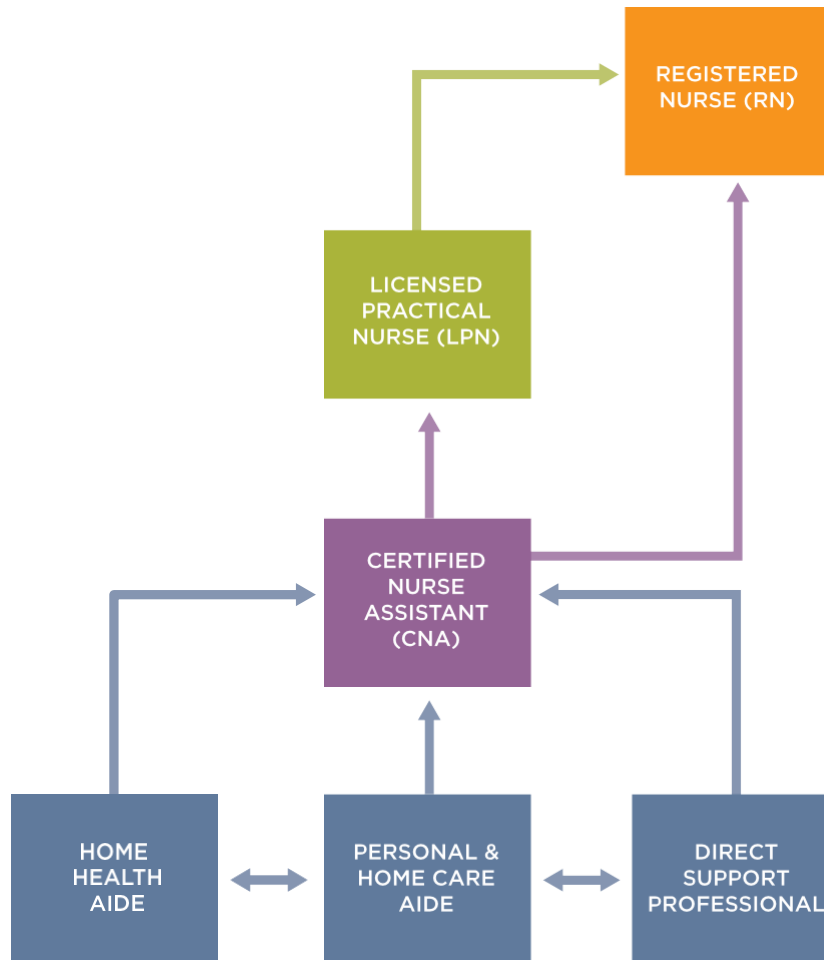 REGISTERED
NURSE (RN)
LICENSED
PRACTICAL
NURSE (LPN)
CERTIFIED
NURSE
ASSISTANT
(CNA)
HOME
HEALTH
AIDE
PERSONAL &
HOME CARE
AIDE
DIRECT
SUPPORT
PROFESSIONAL